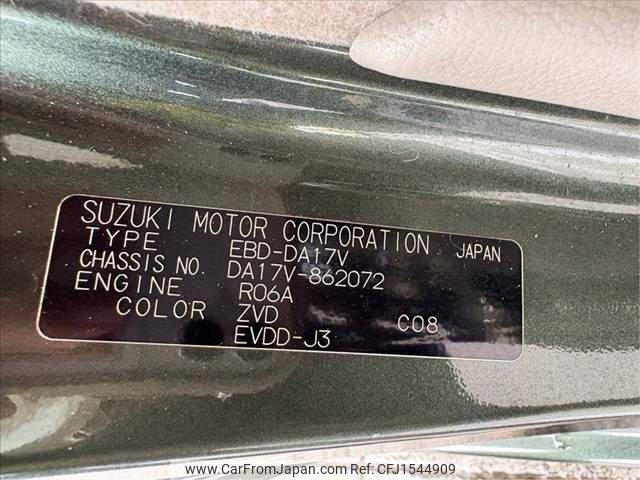 SUZUKI MOTOR CORPORATION JAPAN
TYPE EBD-DA17V
CHASSIS NO. DA17V-862072
ENGINE R06A
COLOR ZVD C08
EVDD-J3
www.CarFromJapan.com - Ref: CFJ1544909